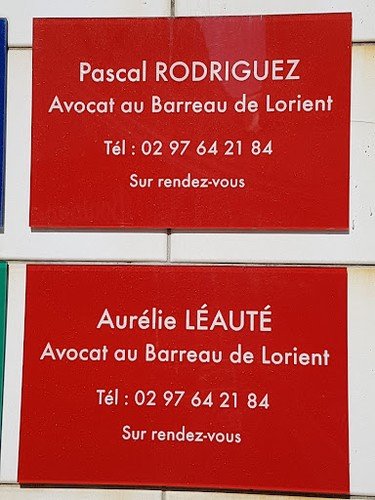 Pascal RODRIGUEZ
Avocat au Barreau de Lorient
Tél : 02 97 64 21 84
Sur rendez-vous
Aurélie LÉAUTÉ
Avocat au Barreau de Lorient
Tél : 02 97 64 21 84
Sur rendez-vous